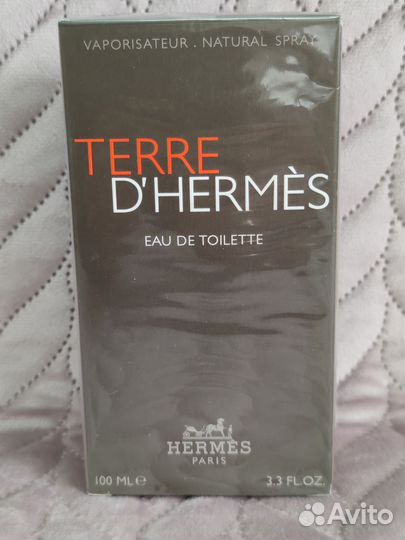 VAPORISATEUR . NATURAL SPRAY
TERRE
D'HERMÈS
EAU DE TOILETTE
HERMÈS
PARIS
100 ML ℮ 3.3 FL.OZ.
Avito